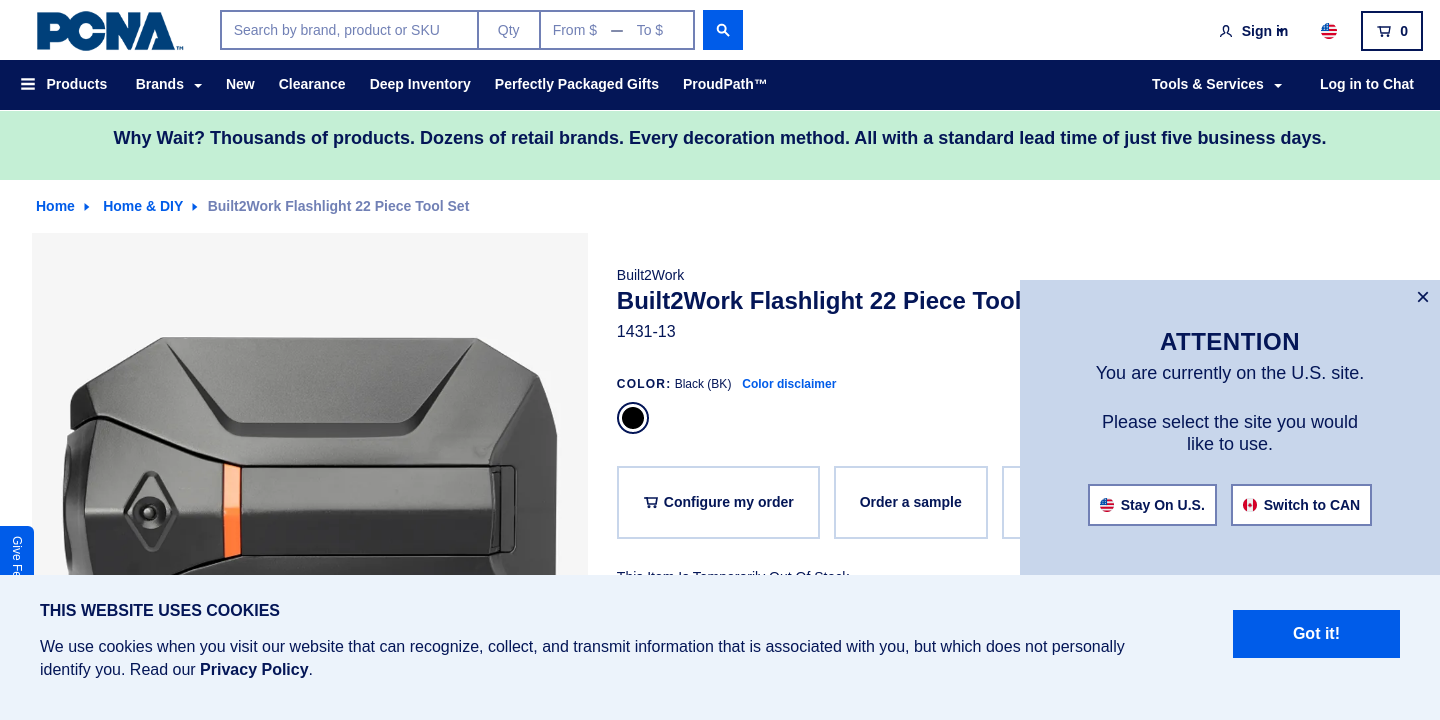 PCNA™
Search by brand, product or SKU
Qty
From $ — To $
Sign in
0
Products
Brands
New
Clearance
Deep Inventory
Perfectly Packaged Gifts
ProudPath™
Tools & Services
Log in to Chat
Why Wait? Thousands of products. Dozens of retail brands. Every decoration method. All with a standard lead time of just five business days.
Home
Home & DIY
Built2Work Flashlight 22 Piece Tool Set
Built2Work
Built2Work Flashlight 22 Piece Tool
1431-13
COLOR: Black (BK) Color disclaimer
Configure my order
Order a sample
This Item Is Temporarily Out Of Stock
×
ATTENTION
You are currently on the U.S. site.
Please select the site you would
like to use.
Stay On U.S.
Switch to CAN
Give
THIS WEBSITE USES COOKIES
We use cookies when you visit our website that can recognize, collect, and transmit information that is associated with you, but which does not personally
identify you. Read our Privacy Policy.
Got it!